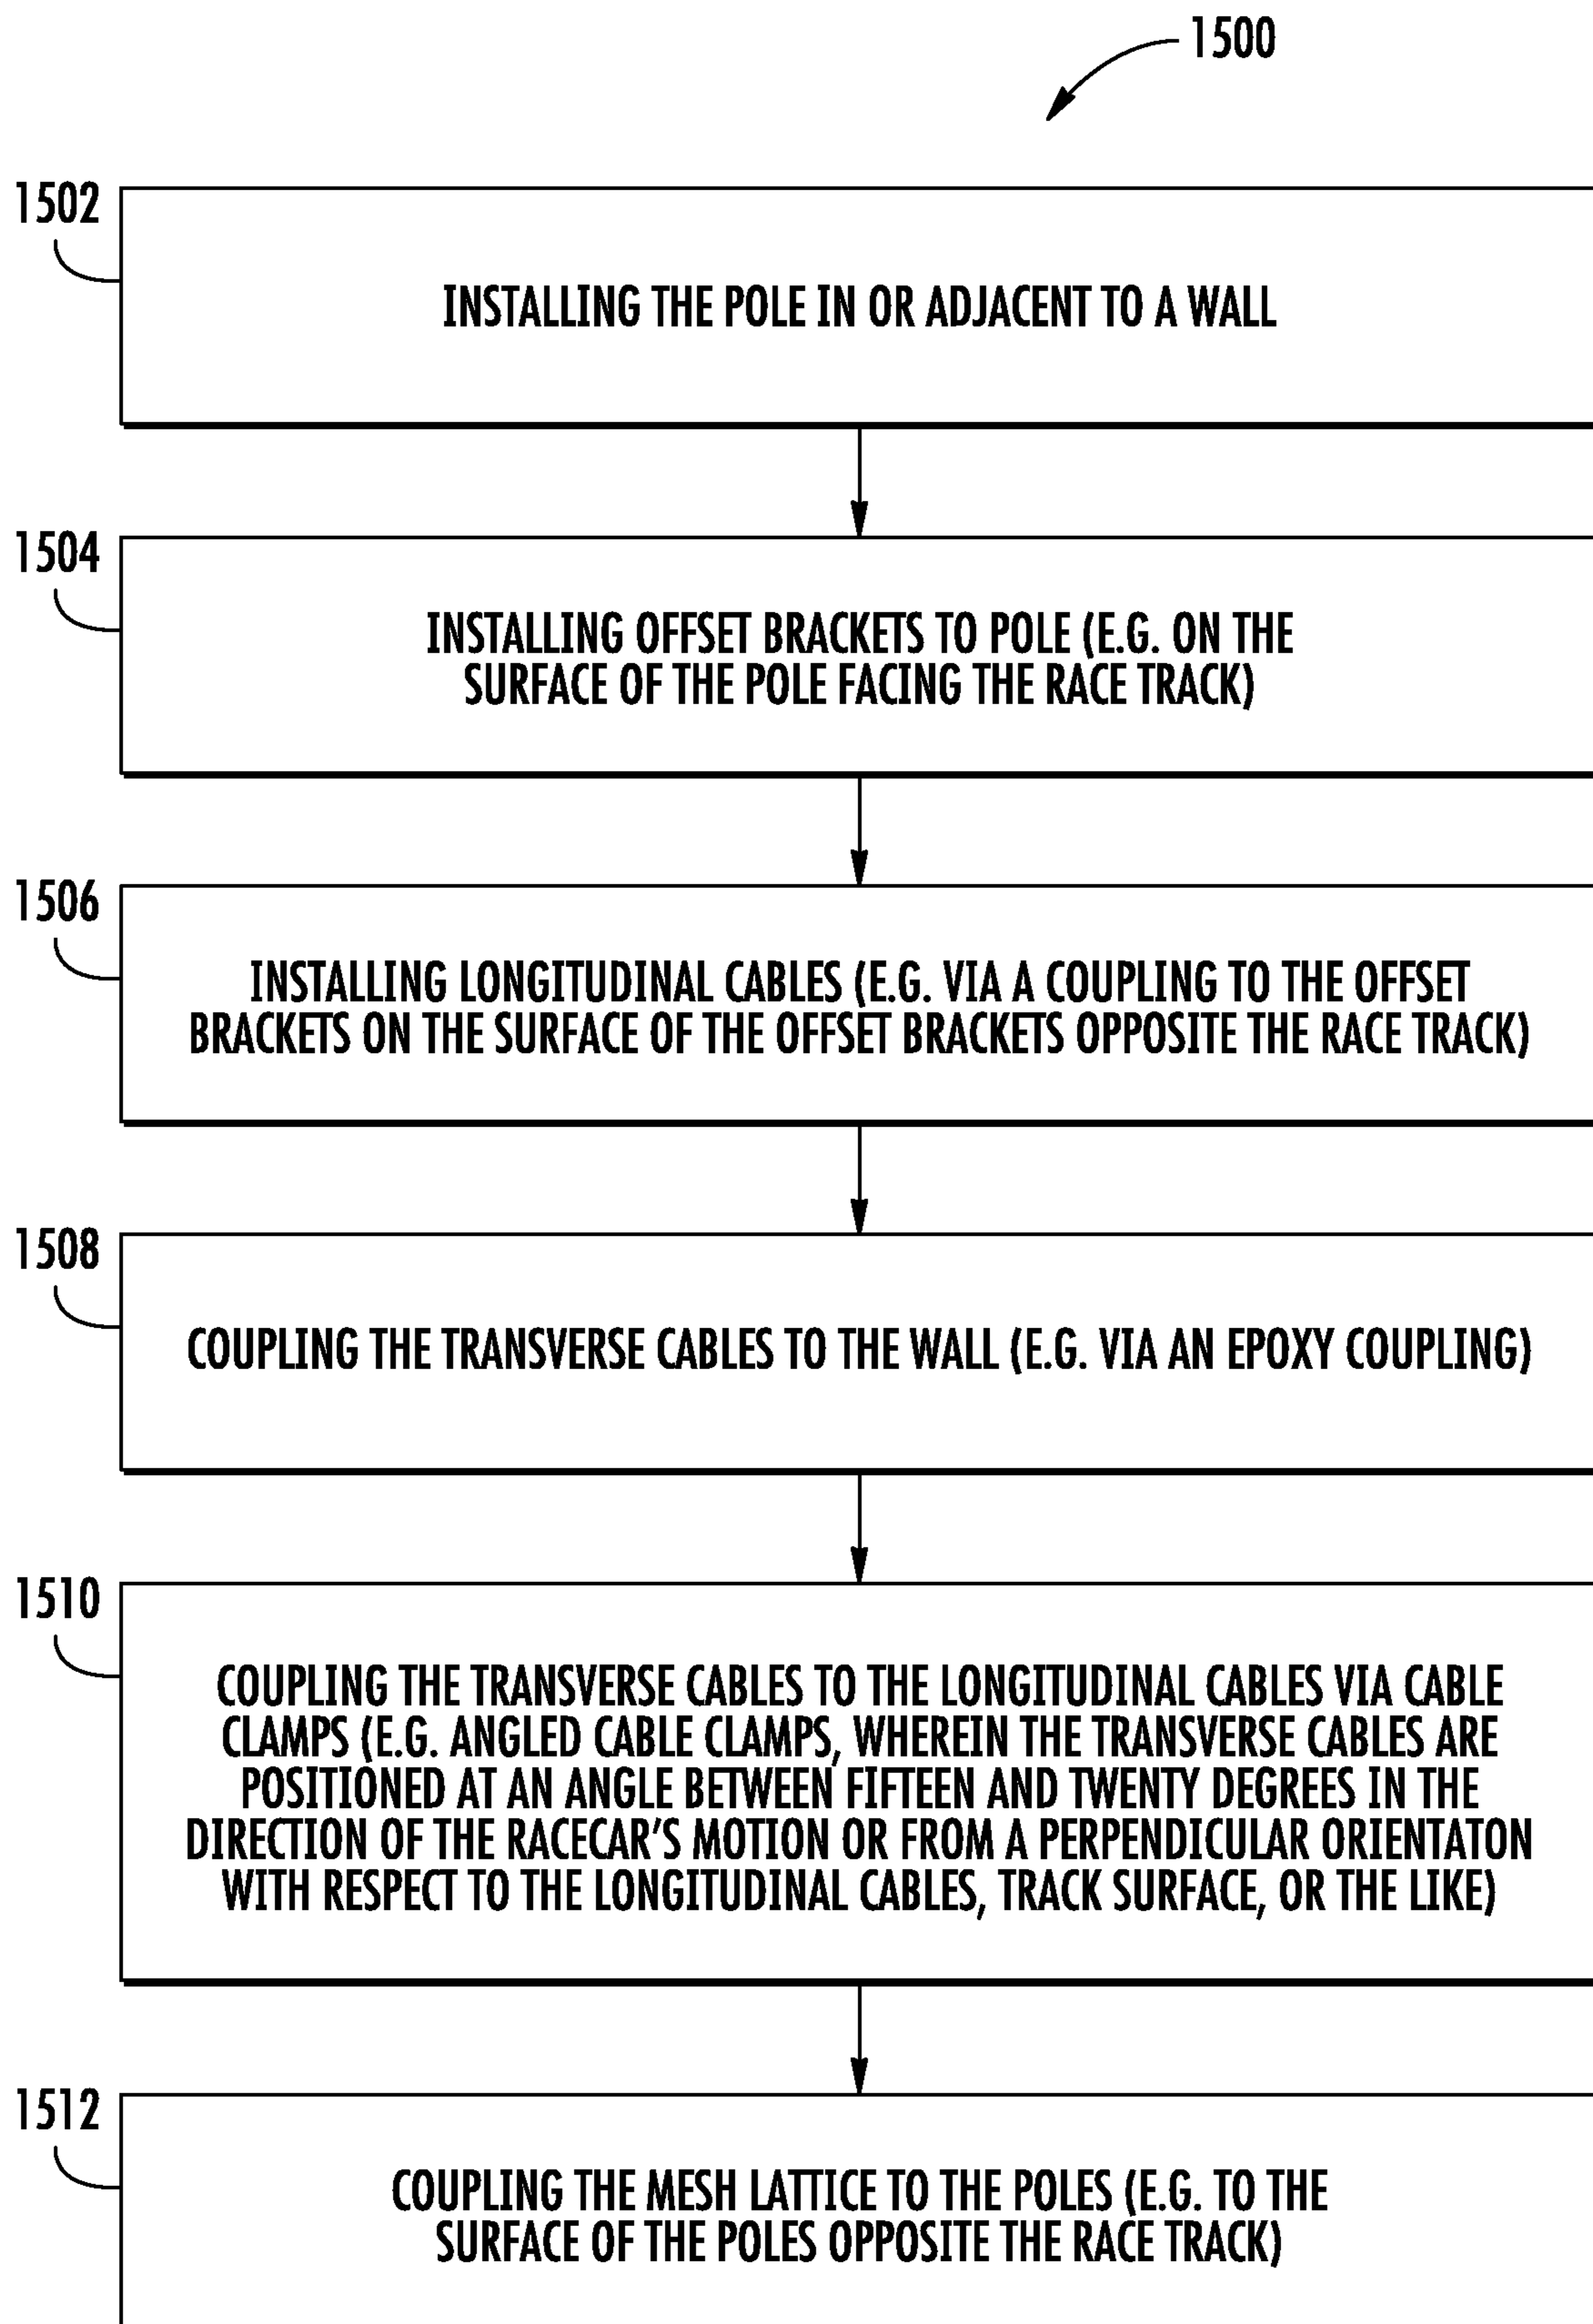 1500
1502
INSTALLING THE POLE IN OR ADJACENT TO A WALL
1504
INSTALLING OFFSET BRACKETS TO POLE (E.G. ON THE
SURFACE OF THE POLE FACING THE RACE TRACK)
1506
INSTALLING LONGITUDINAL CABLES (E.G. VIA A COUPLING TO THE OFFSET
BRACKETS ON THE SURFACE OF THE OFFSET BRACKETS OPPOSITE THE RACE TRACK)
1508
COUPLING THE TRANSVERSE CABLES TO THE WALL (E.G. VIA AN EPOXY COUPLING)
1510
COUPLING THE TRANSVERSE CABLES TO THE LONGITUDINAL CABLES VIA CABLE
CLAMPS (E.G. ANGLED CABLE CLAMPS, WHEREIN THE TRANSVERSE CABLES ARE
POSITIONED AT AN ANGLE BETWEEN FIFTEEN AND TWENTY DEGREES IN THE
DIRECTION OF THE RACECAR'S MOTION OR FROM A PERPENDICULAR ORIENTATON
WITH RESPECT TO THE LONGITUDINAL CABLES, TRACK SURFACE, OR THE LIKE)
1512
COUPLING THE MESH LATTICE TO THE POLES (E.G. TO THE
SURFACE OF THE POLES OPPOSITE THE RACE TRACK)